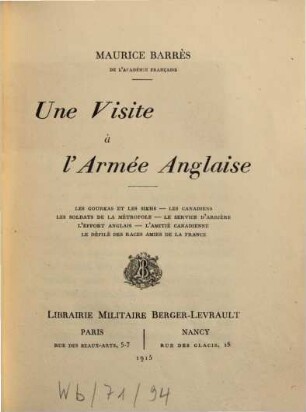 MAURICE BARRÈS
DE L'ACADÉMIE FRANÇAISE
Une Visite
à
l'Armée Anglaise
LES GOURKAS ET LES SIKHS — LES CANADIENS
LES SOLDATS DE LA MÉTROPOLE — LE SERVICE D'ARRIÈRE
L'EFFORT ANGLAIS — L'AMITIÉ CANADIENNE
LE DÉFILÉ DES RACES AMIES DE LA FRANCE
LIBRAIRIE MILITAIRE BERGER-LEVRAULT
PARIS NANCY
RUE DES BEAUX-ARTS, 5-7 RUE DES GLACIS, 18
1915
Wb/71/94